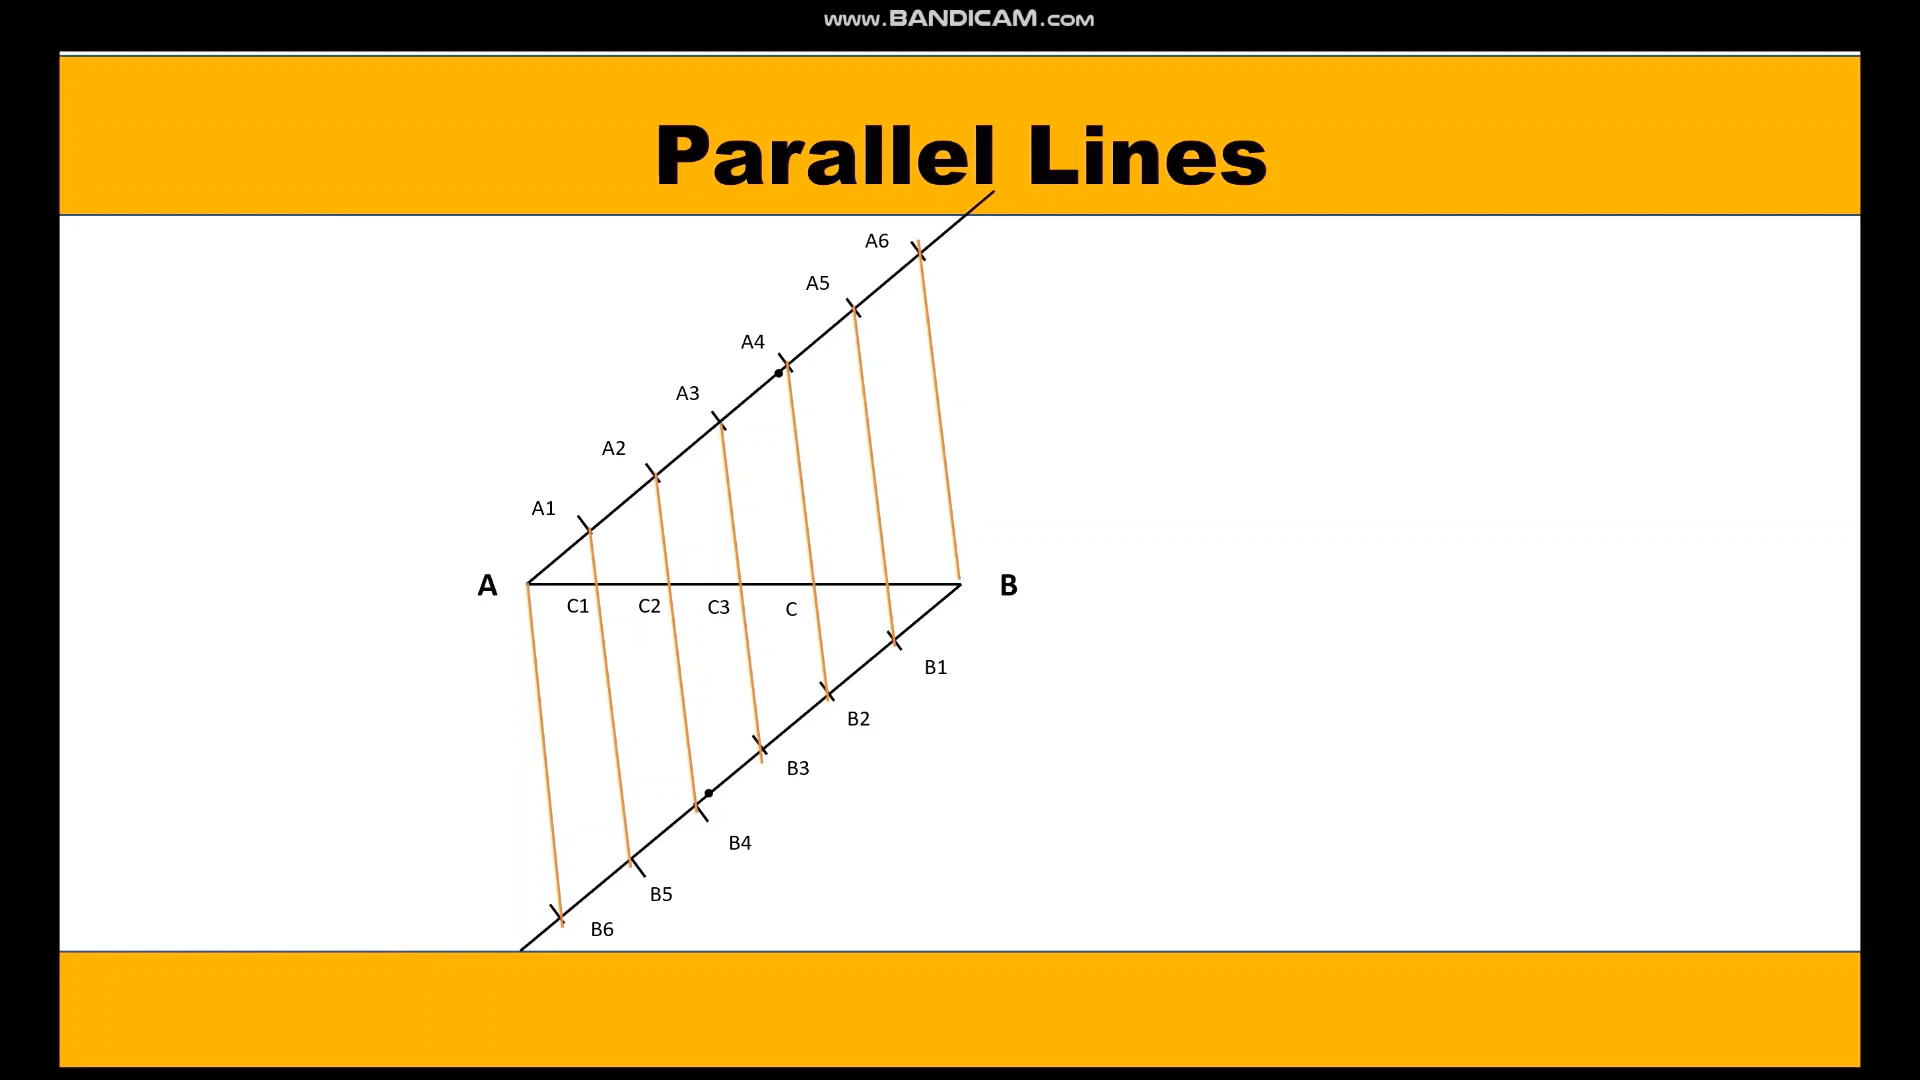 www.BANDICAM.com
Parallel Lines
A6
A5
A4
A3
A2
A1
A
B
C1
C2
C3
C
B1
B2
B3
B4
B5
B6